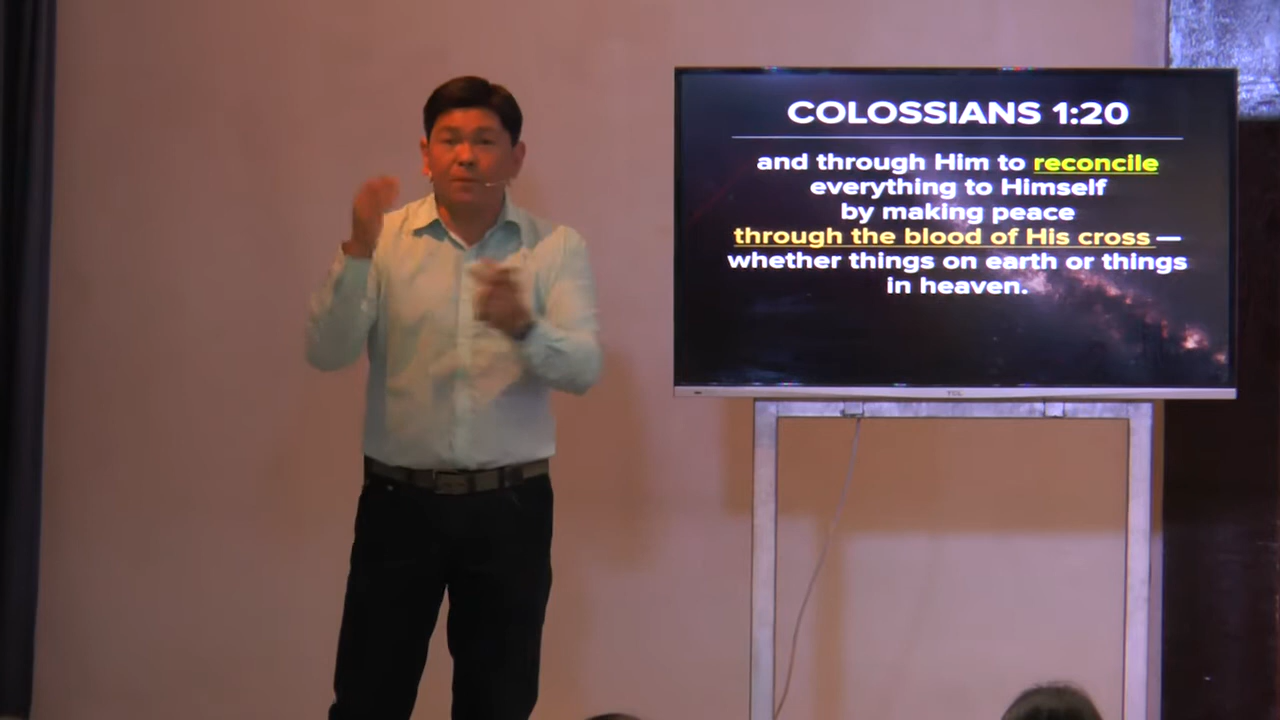 COLOSSIANS 1:20
and through Him to reconcile
everything to Himself
by making peace
through the blood of His cross —
whether things on earth or things
in heaven.
TCL